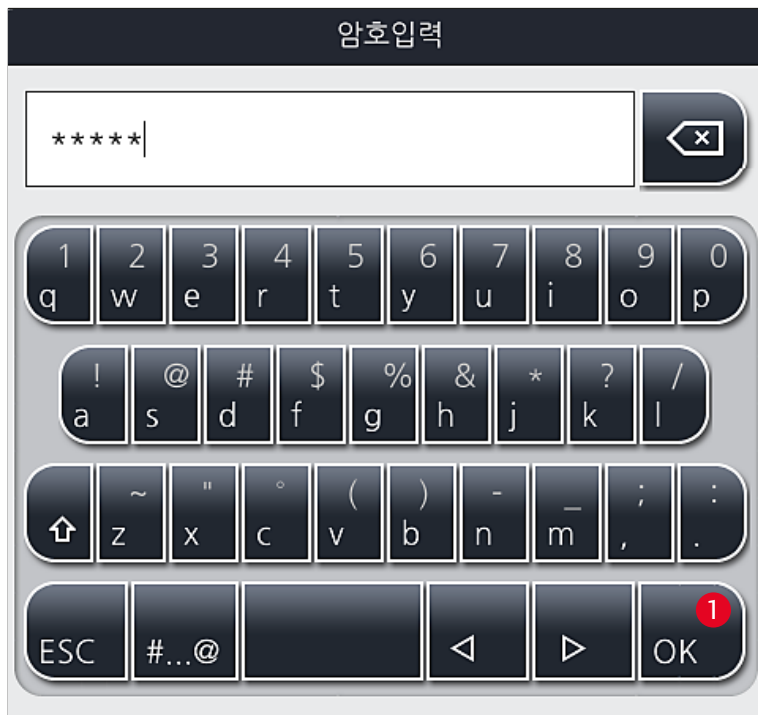 암호입력
*****
1 2 3 4 5 6 7 8 9 0
q w e r t y u i o p
! @ # $ % & * ? /
a s d f g h j k l
~ " ° ( ) - _ ; :
z x c v b n m , .
1
ESC #...@ OK